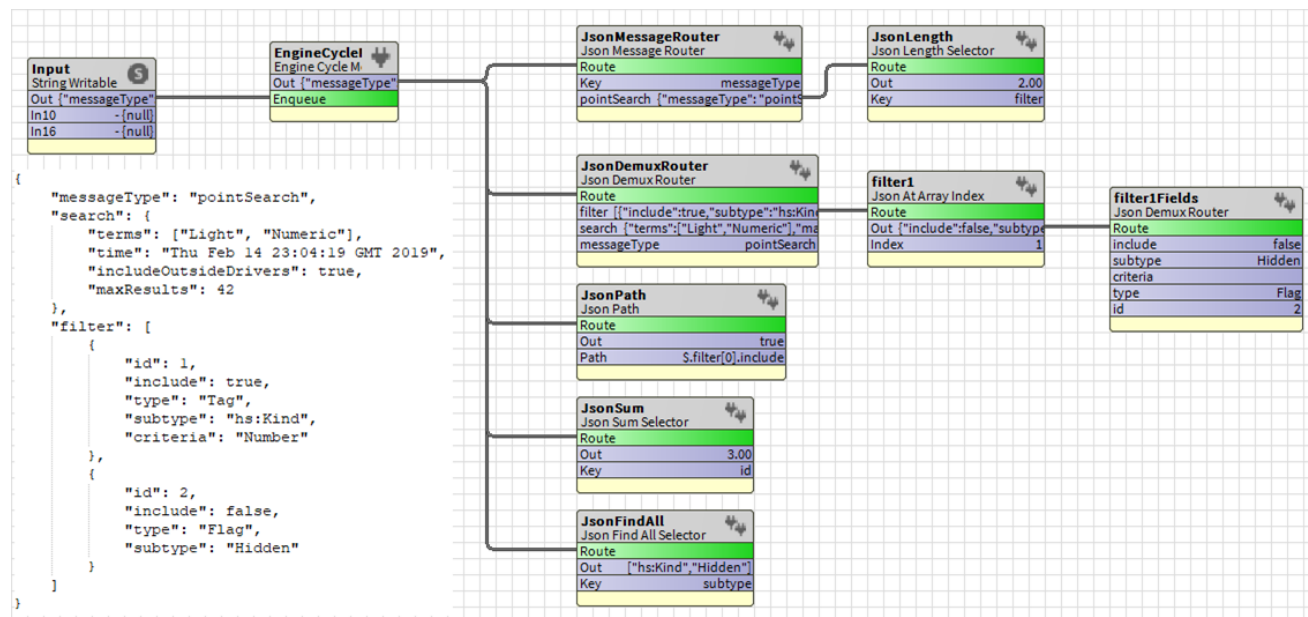 Input
String Writable
Out {"messageType"
In10 - {null}
In16 - {null}
EngineCycleI
Engine Cycle M
Out {"messageType"
Enqueue
{
"messageType": "pointSearch",
"search": {
"terms": ["Light", "Numeric"],
"time": "Thu Feb 14 23:04:19 GMT 2019",
"includeOutsideDrivers": true,
"maxResults": 42
},
"filter": [
{
"id": 1,
"include": true,
"type": "Tag",
"subtype": "hs:Kind",
"criteria": "Number"
},
{
"id": 2,
"include": false,
"type": "Flag",
"subtype": "Hidden"
}
]
}
JsonMessageRouter
Json Message Router
Route
Key messageType
pointSearch {"messageType": "pointS
JsonLength
Json Length Selector
Route
Out 2.00
Key filter
JsonDemuxRouter
Json Demux Router
Route
filter [[{"include":true,"subtype":"hs:Kin
search {"terms":["Light","Numeric"],"ma
messageType pointSearch
filter1
Json At Array Index
Route
Out {"include":false,"subtype
Index 1
filter1Fields
Json Demux Router
Route
include false
subtype Hidden
criteria
type Flag
id 2
JsonPath
Json Path
Route
Out true
Path $.filter[0].include
JsonSum
Json Sum Selector
Route
Out 3.00
Key id
JsonFindAll
Json Find All Selector
Route
Out ["hs:Kind","Hidden"]
Key subtype